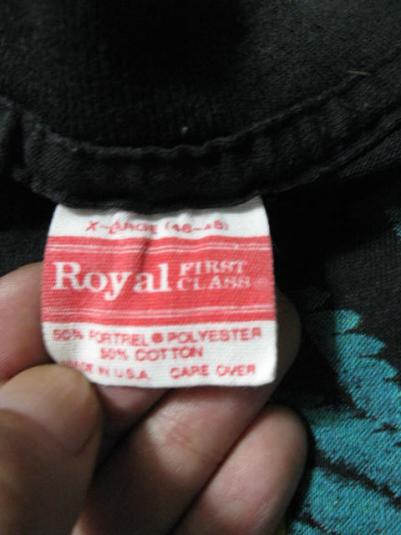 X-LARGE (46-48)
Royal FIRST CLASS
50% FORTREL® POLYESTER
50% COTTON
MADE IN U.S.A. CARE OVER